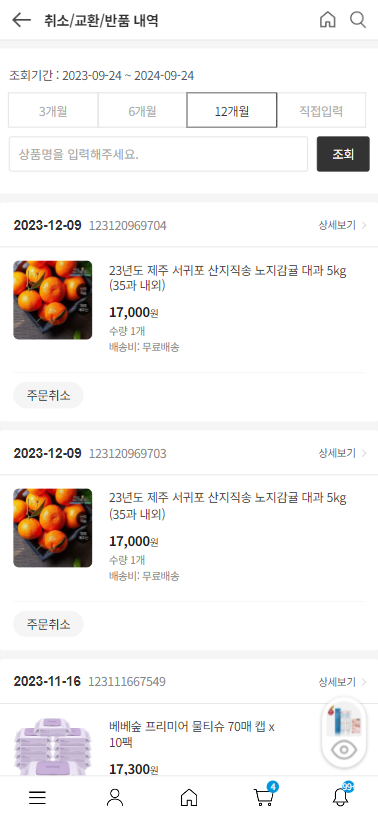 취소/교환/반품 내역
조회기간 : 2023-09-24 ~ 2024-09-24
3개월 6개월 12개월 직접입력
상품명을 입력해주세요. 조회
2023-12-09 123120969704 상세보기
23년도 제주 서귀포 산지직송 노지감귤 대과 5kg
(35과 내외)
17,000원
수량 1개
배송비: 무료배송
주문취소
2023-12-09 123120969703 상세보기
23년도 제주 서귀포 산지직송 노지감귤 대과 5kg
(35과 내외)
17,000원
수량 1개
배송비: 무료배송
주문취소
2023-11-16 123111667549 상세보기
베베숲 프리미어 물티슈 70매 캡 x
10팩
17,300원
4 99+